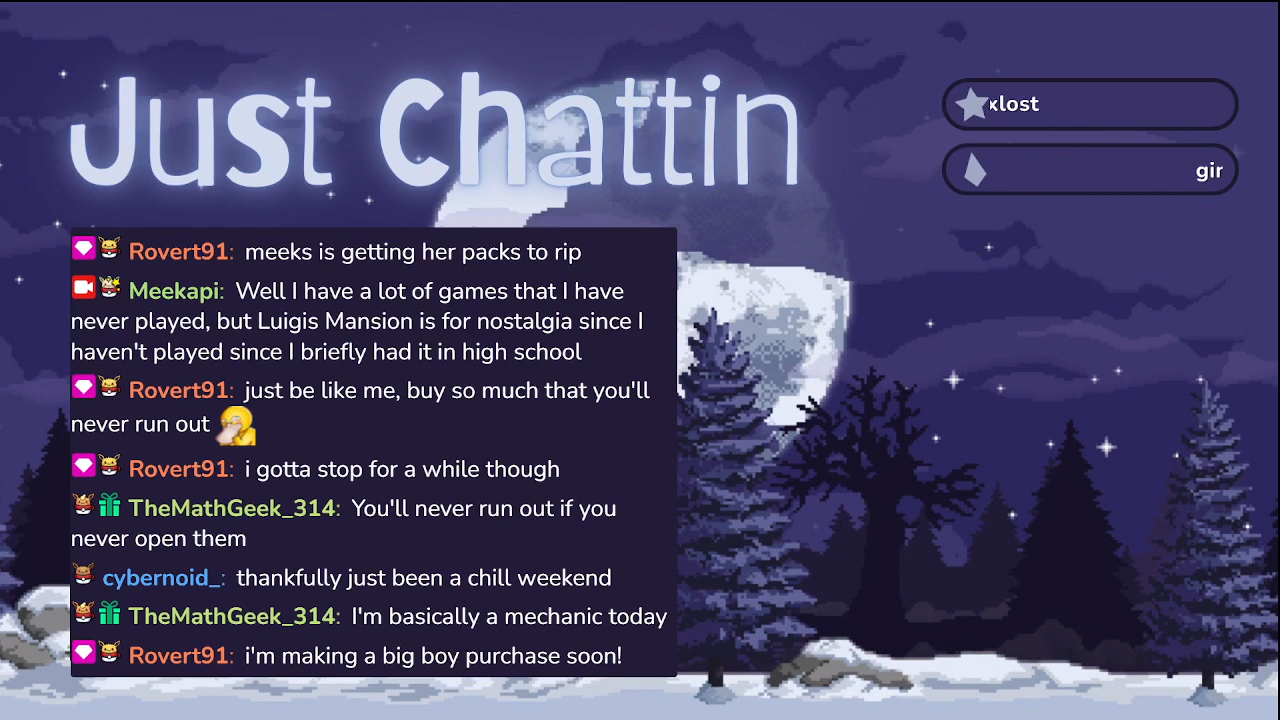 Just Chattin
xlost
gir
Rovert91: meeks is getting her packs to rip
Meekapi: Well I have a lot of games that I have
never played, but Luigis Mansion is for nostalgia since I
haven't played since I briefly had it in high school
Rovert91: just be like me, buy so much that you'll
never run out
Rovert91: i gotta stop for a while though
TheMathGeek_314: You'll never run out if you
never open them
cybernoid_: thankfully just been a chill weekend
TheMathGeek_314: I'm basically a mechanic today
Rovert91: i'm making a big boy purchase soon!